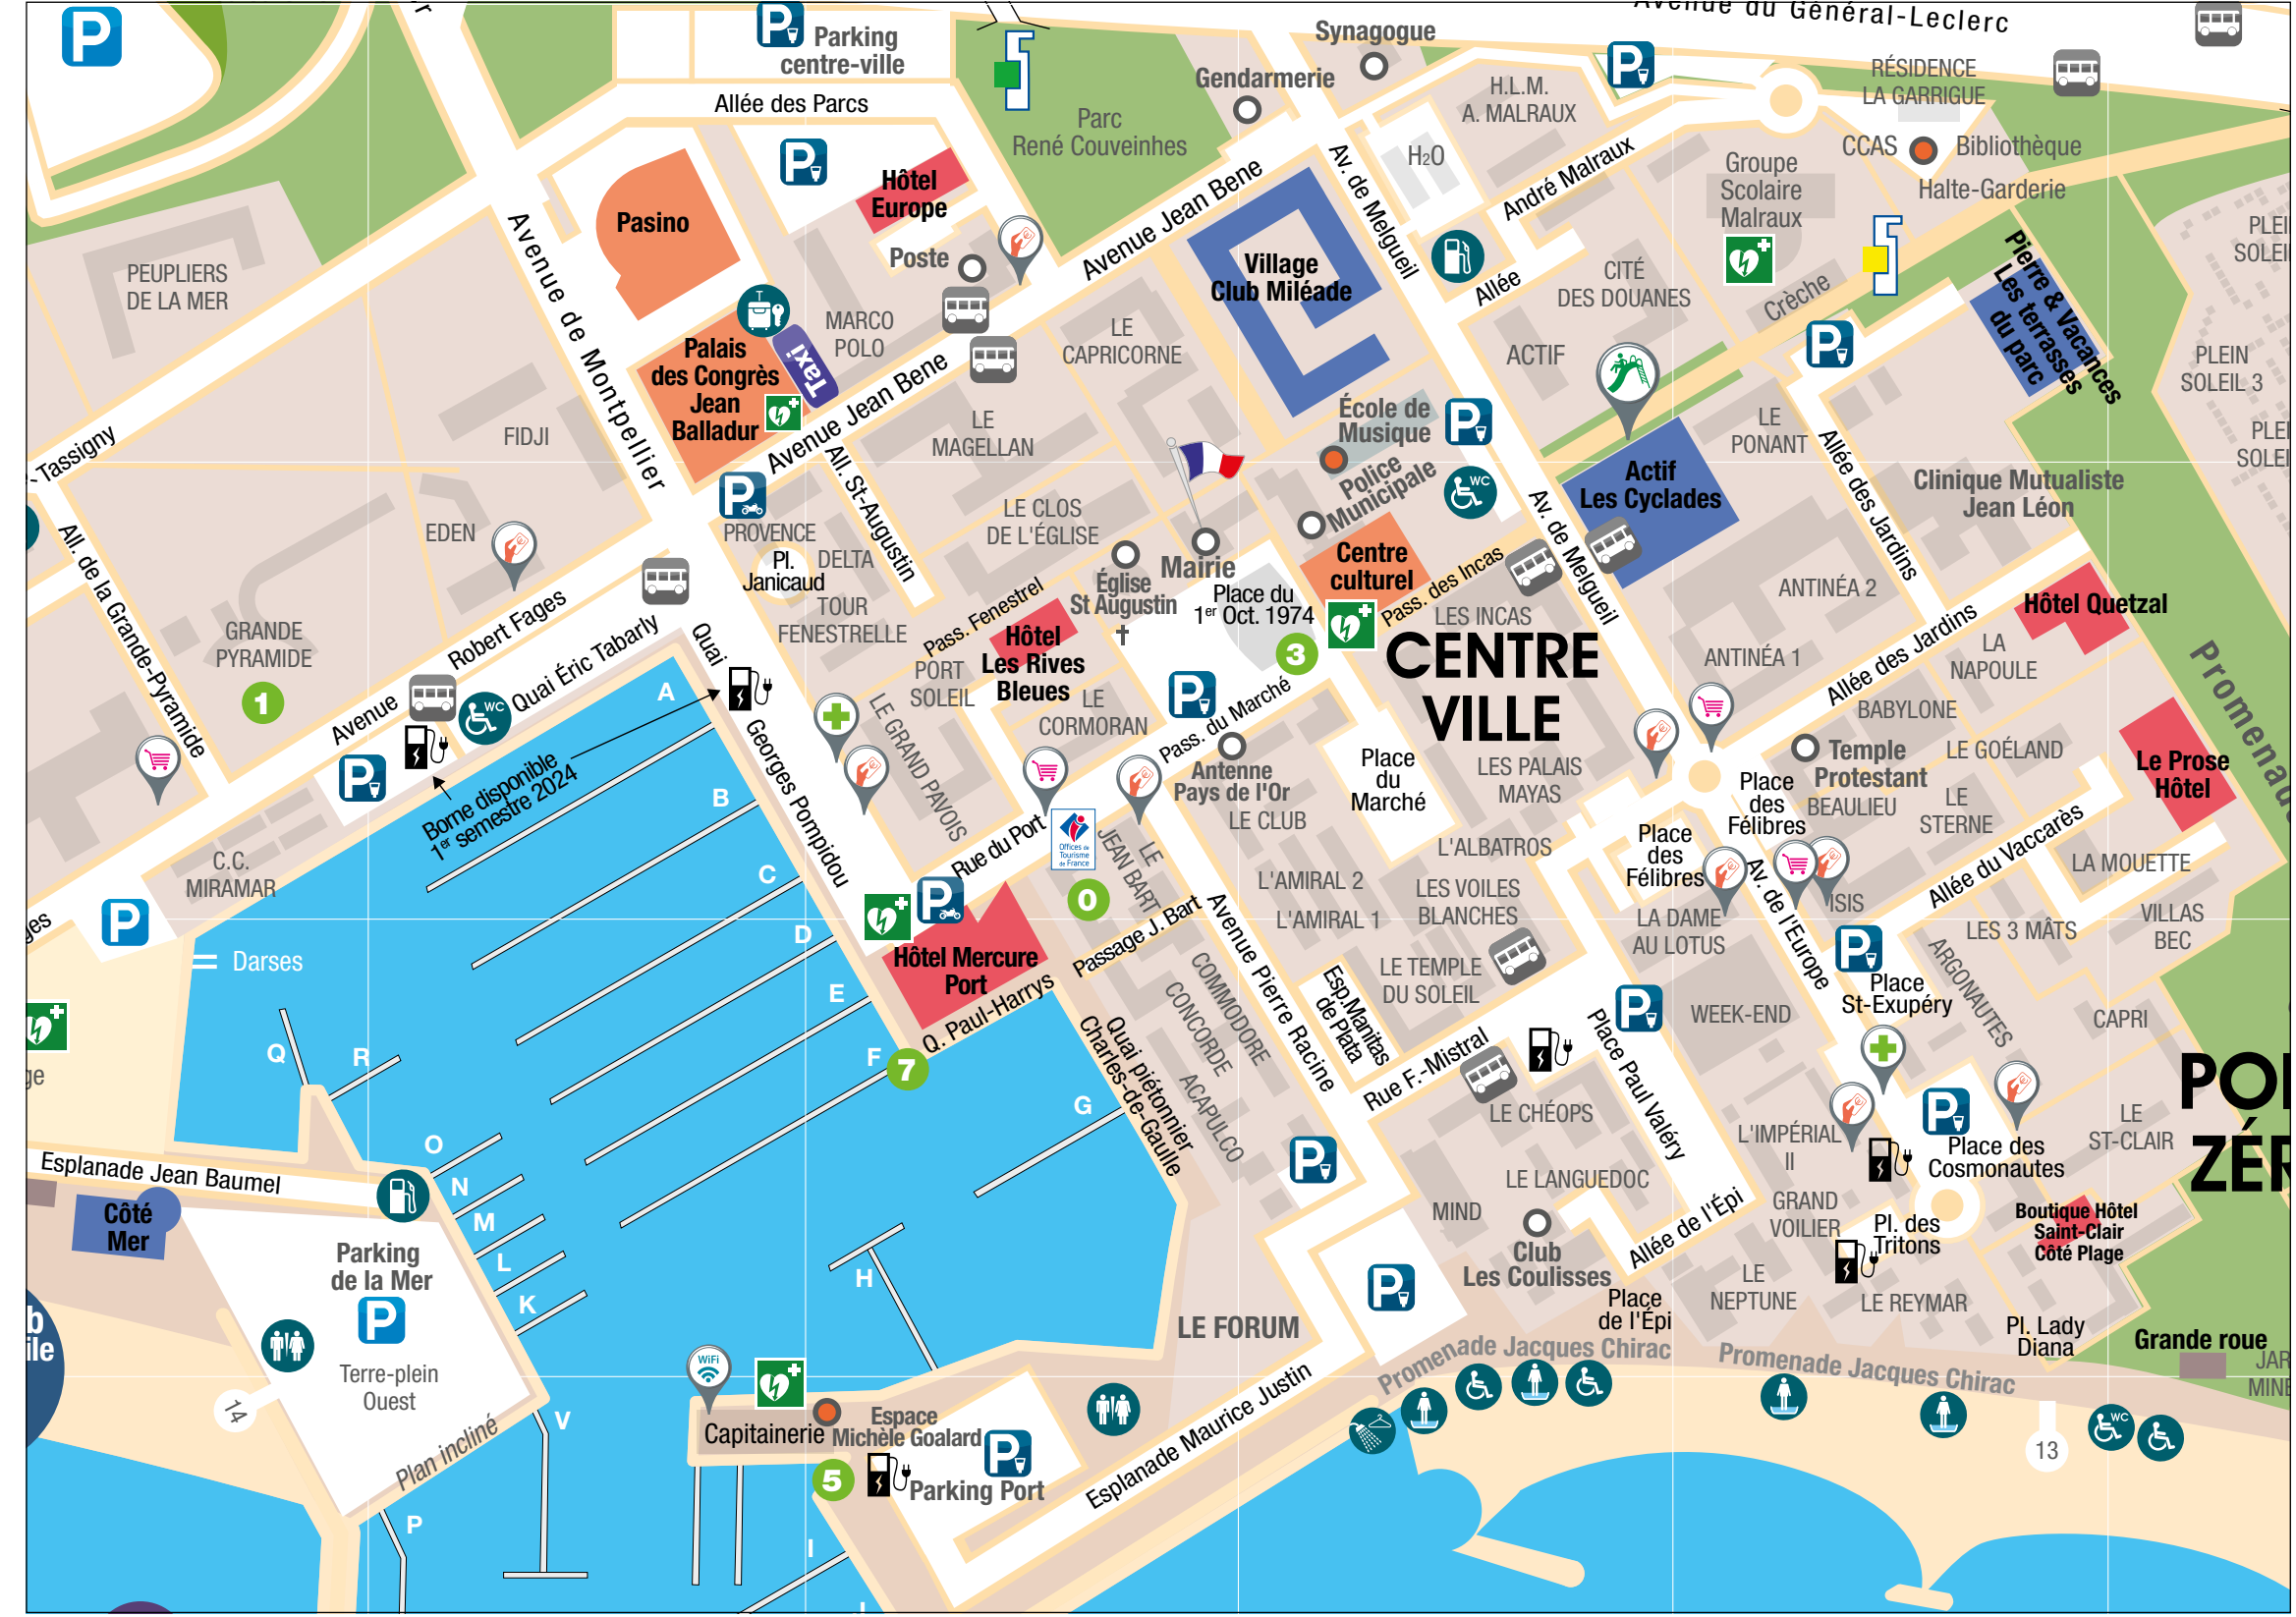 Avenue du Général-Leclerc
P
Parking
centre-ville
Allée des Parcs
Synagogue
Gendarmerie
H.L.M.
A. MALRAUX
RÉSIDENCE
LA GARRIGUE
Parc
René Couveinhes
H2O
CCAS
Bibliothèque
Halte-Garderie
Groupe
Scolaire
Malraux
Allée
André Malraux
Hôtel
Europe
Pasino
Poste
Avenue Jean Bene
Av. de Melgueil
Village
Club Miléade
PEUPLIERS
DE LA MER
Avenue de Montpellier
CITÉ
DES DOUANES
Crèche
Pierre & Vacances
Les terrasses
du parc
PLEIN
SOLEIL 3
MARCO
POLO
Taxi
Palais
des Congrès
Jean
Balladur
LE
CAPRICORNE
ACTIF
Avenue Jean Bene
LE
MAGELLAN
École de
Musique
Police
Municipale
LE
PONANT
FIDJI
Tassigny
All. St-Augustin
Actif
Les Cyclades
Allée des Jardins
Clinique Mutualiste
Jean Léon
WC
All. de la Grande-Pyramide
EDEN
PROVENCE
Pl.
Janicaud
DELTA
LE CLOS
DE L'ÉGLISE
Mairie
Église
St Augustin
Centre
culturel
Av. de Melgueil
Pass. des Incas
LES INCAS
ANTINÉA 2
Hôtel Quetzal
TOUR
FENESTRELLE
Pass. Fenestrel
Hôtel
Les Rives
Bleues
Place du
1er Oct. 1974
3
CENTRE
VILLE
ANTINÉA 1
Allée des Jardins
LA
NAPOULE
Promenade
GRANDE
PYRAMIDE
1
Avenue
Robert Fages
Quai Éric Tabarly
WC
Quai
Georges Pompidou
PORT
SOLEIL
LE
CORMORAN
LE GRAND PAVOIS
Pass. du Marché
BABYLONE
LE GOÉLAND
Temple
Protestant
Le Prose
Hôtel
Borne disponible
1er semestre 2024
Antenne
Pays de l'Or
LE CLUB
Place
du
Marché
LES PALAIS
MAYAS
Place
des
Félibres
BEAULIEU
LE
STERNE
Allée du Vaccarès
LA MOUETTE
Rue du Port
Offices de
Tourisme
de France
0
LE
JEAN BART
L'ALBATROS
Place
des
Félibres
C.C.
MIRAMAR
L'AMIRAL 2
L'AMIRAL 1
LES VOILES
BLANCHES
LA DAME
AU LOTUS
Av. de l'Europe
ISIS
LES 3 MÂTS
VILLAS
BEC
Darses
Hôtel Mercure
Port
Q. Paul-Harrys
Passage J. Bart
Avenue Pierre Racine
LE TEMPLE
DU SOLEIL
Esp.Manitas
de Plata
Place
St-Exupéry
ARGONAUTES
CAPRI
COMMODORE
CONCORDE
ACAPULCO
Quai piétonnier
Charles-de-Gaulle
7
Rue F.-Mistral
WEEK-END
Place Paul Valéry
LE CHÉOPS
L'IMPÉRIAL
II
Place des
Cosmonautes
LE
ST-CLAIR
A
B
C
D
E
F
G
H
Q
R
O
N
M
L
K
V
P
I
Esplanade Jean Baumel
Côté
Mer
Parking
de la Mer
P
Terre-plein
Ouest
Plan incliné
14
LE LANGUEDOC
MIND
Club
Les Coulisses
Allée de l'Épi
Place
de l'Épi
GRAND
VOILIER
Pl. des
Tritons
Boutique Hôtel
Saint-Clair
Côté Plage
LE
NEPTUNE
LE REYMAR
Pl. Lady
Diana
Grande roue
LE FORUM
Promenade Jacques Chirac
Promenade Jacques Chirac
WiFi
Capitainerie
Espace
Michèle Goalard
5
Parking Port
Esplanade Maurice Justin
WC
13